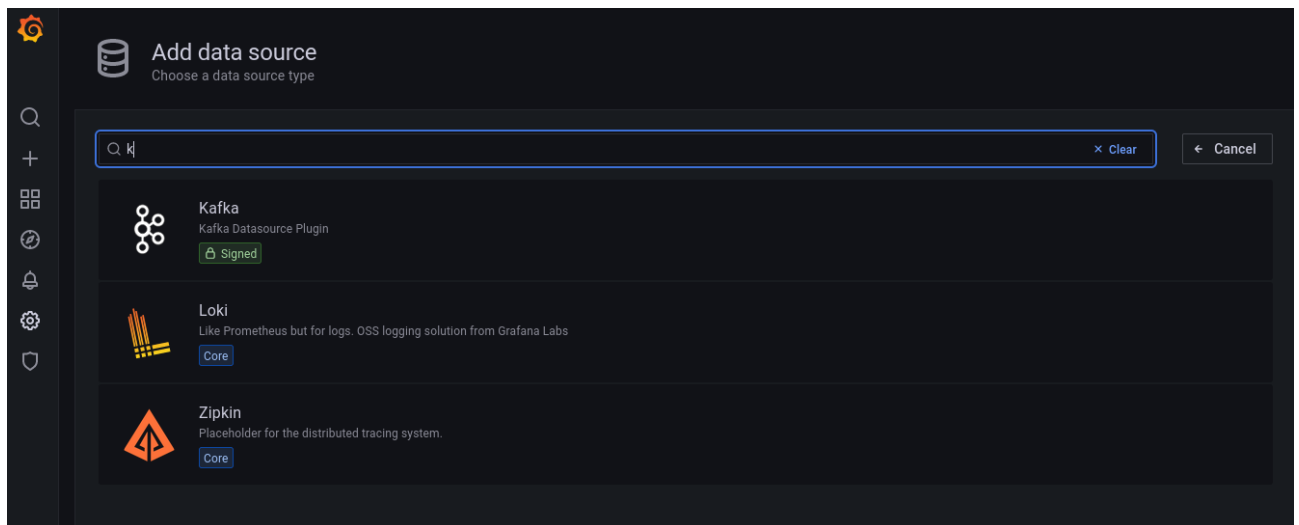 Add data source
Choose a data source type
k
× Clear
← Cancel
Kafka
Kafka Datasource Plugin
Signed
Loki
Like Prometheus but for logs. OSS logging solution from Grafana Labs
Core
Zipkin
Placeholder for the distributed tracing system.
Core